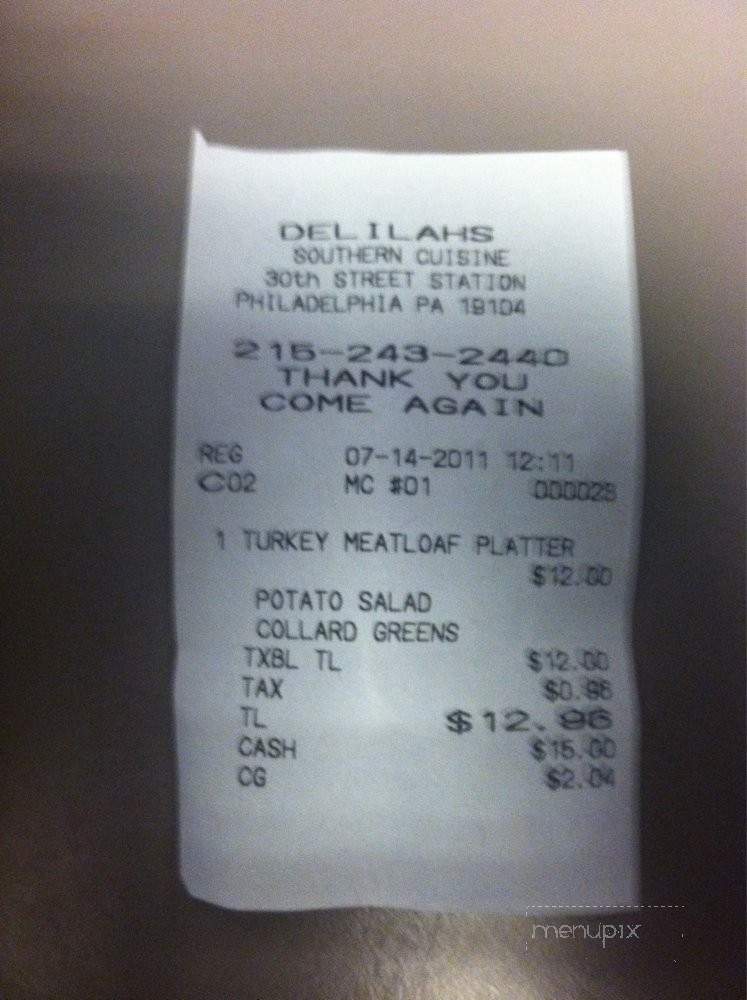 DELILAHS
SOUTHERN CUISINE
30th STREET STATION
PHILADELPHIA PA 19104
215-243-2440
THANK YOU
COME AGAIN
REG 07-14-2011 12:11
C02 MC #01 000028
1 TURKEY MEATLOAF PLATTER
$12.00
POTATO SALAD
COLLARD GREENS
TXBL TL $12.00
TAX $0.96
TL $12.96
CASH $15.00
CG $2.04
menupix